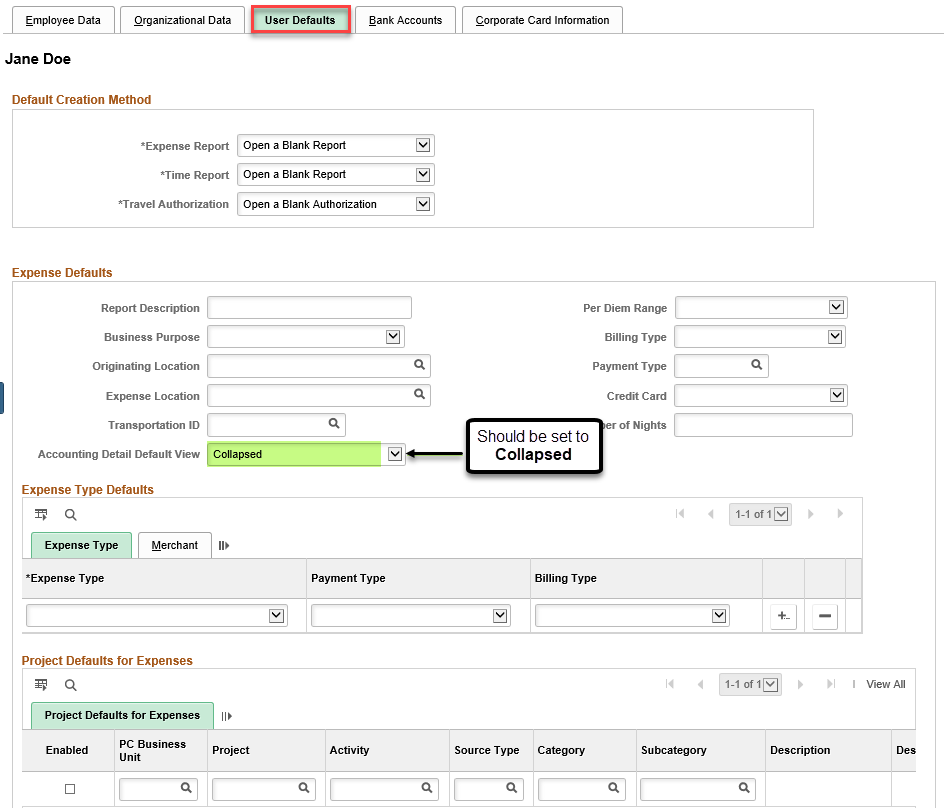 Employee Data
Organizational Data
User Defaults
Bank Accounts
Corporate Card Information
Jane Doe
Default Creation Method
*Expense Report Open a Blank Report
*Time Report Open a Blank Report
*Travel Authorization Open a Blank Authorization
Expense Defaults
Report Description
Per Diem Range
Business Purpose
Billing Type
Originating Location
Payment Type
Expense Location
Credit Card
Transportation ID
of Nights
Accounting Detail Default View Collapsed
Should be set to
Collapsed
Expense Type Defaults
1-1 of 1
Expense Type
Merchant
*Expense Type Payment Type Billing Type
Project Defaults for Expenses
1-1 of 1
View All
Project Defaults for Expenses
Enabled
PC Business
Unit
Project
Activity
Source Type
Category
Subcategory
Description
Des